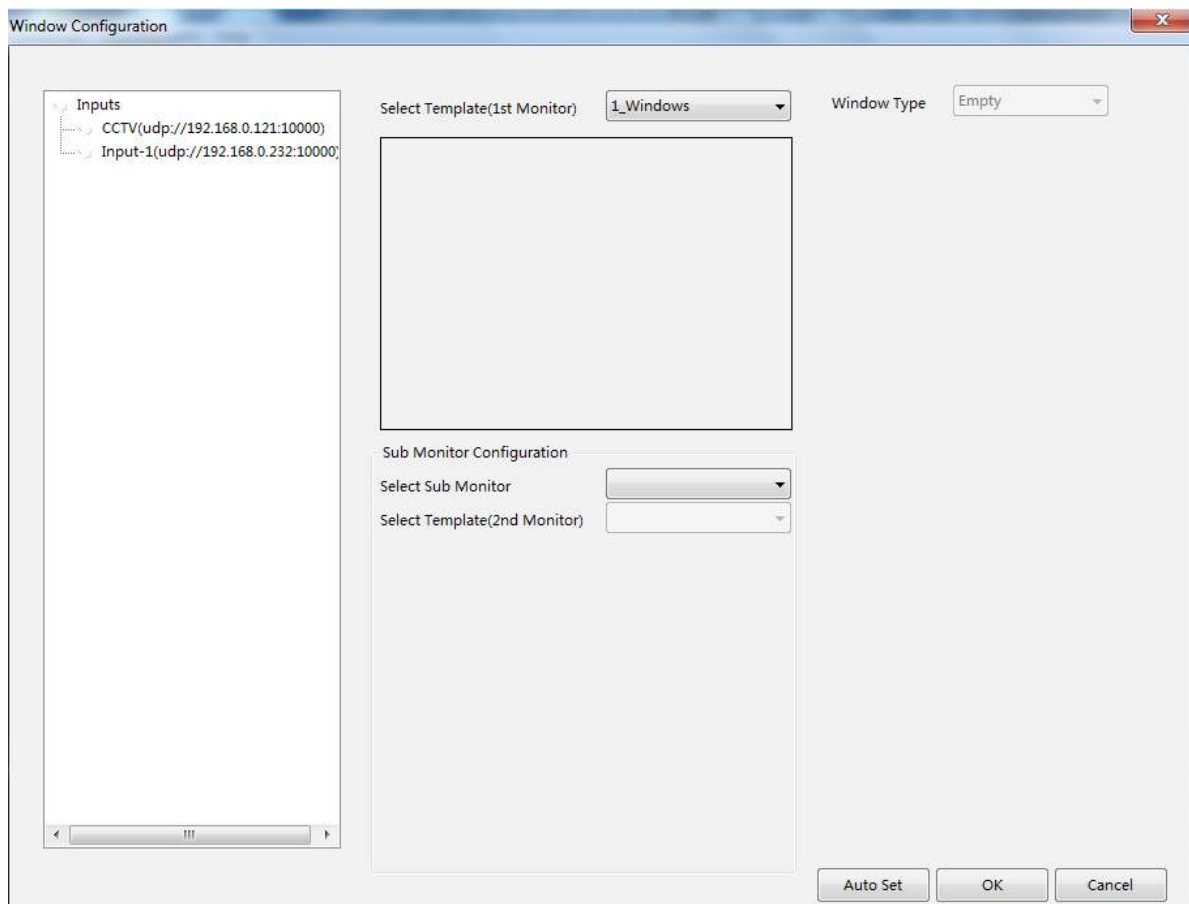 Window Configuration
Inputs
CCTV(udp://192.168.0.121:10000)
Input-1(udp://192.168.0.232:10000)
Select Template(1st Monitor)
1_Windows
Window Type
Empty
Sub Monitor Configuration
Select Sub Monitor
Select Template(2nd Monitor)
Auto Set
OK
Cancel